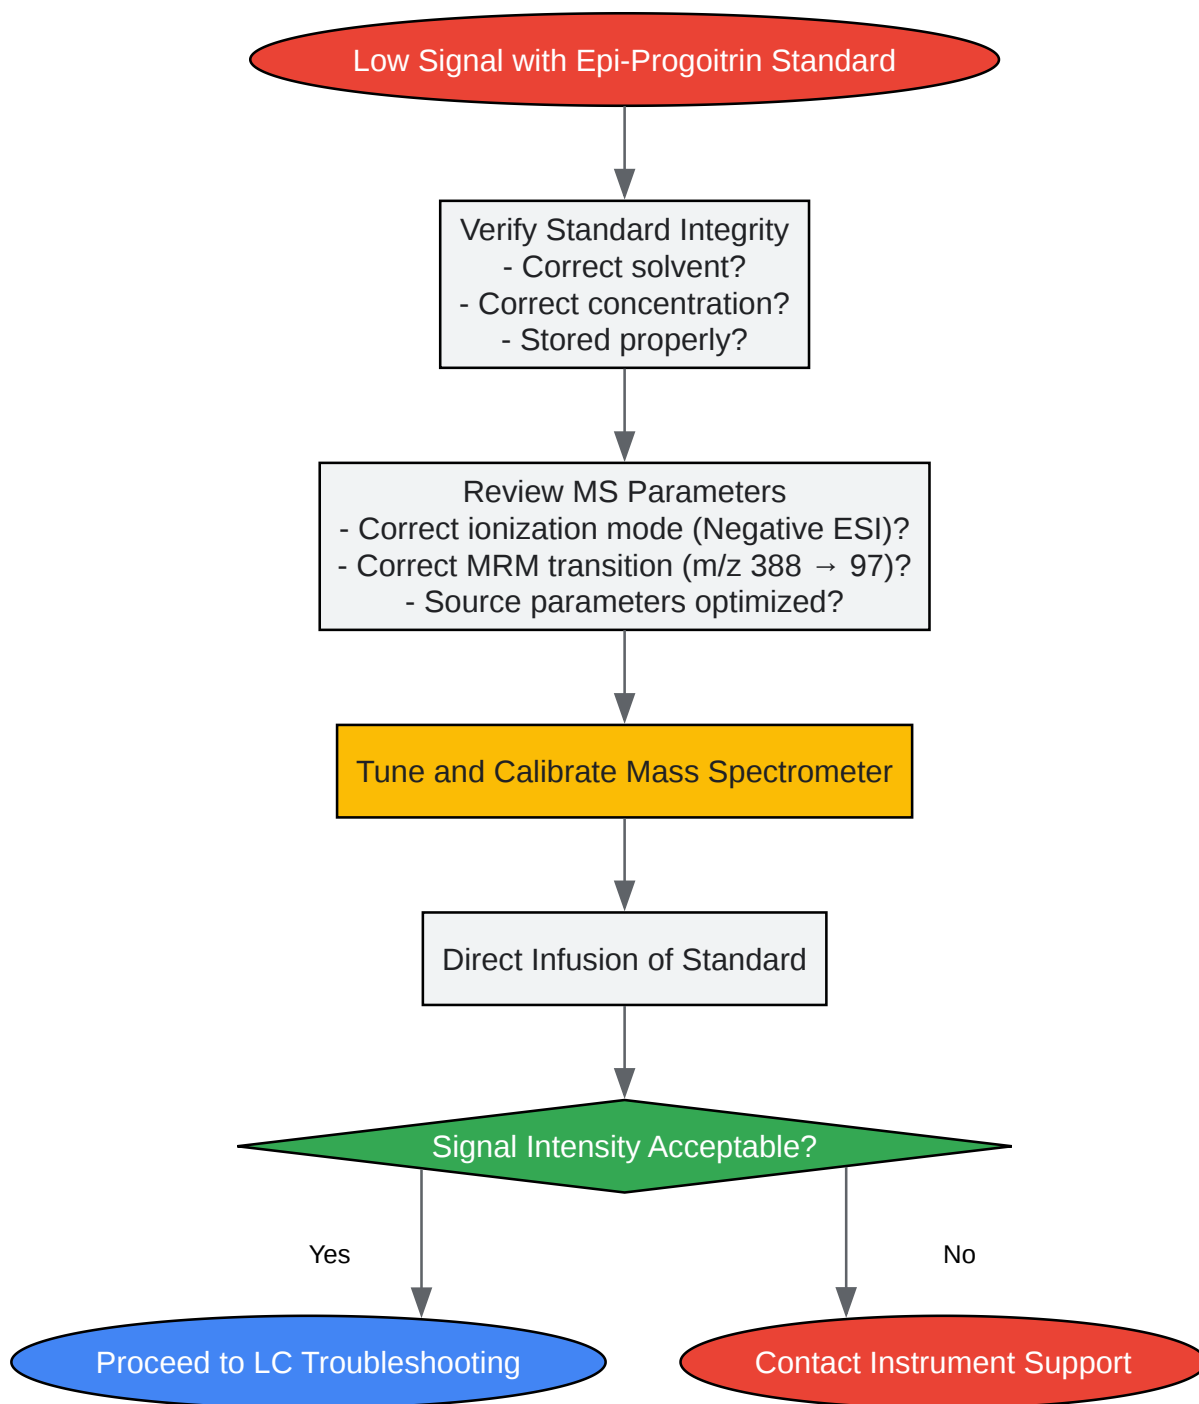 Low Signal with Epi-Progoitrin Standard
Verify Standard Integrity
- Correct solvent?
- Correct concentration?
- Stored properly?
Review MS Parameters
- Correct ionization mode (Negative ESI)?
- Correct MRM transition (m/z 388 → 97)?
- Source parameters optimized?
Tune and Calibrate Mass Spectrometer
Direct Infusion of Standard
Signal Intensity Acceptable?
Yes
No
Proceed to LC Troubleshooting
Contact Instrument Support